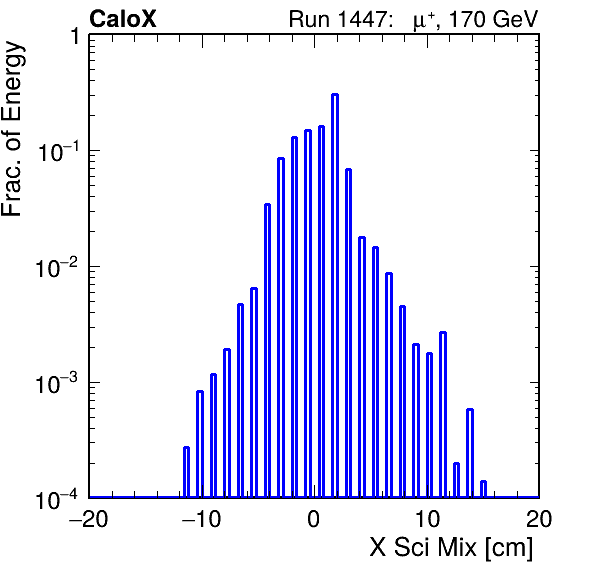 CaloX Run 1447: μ⁺, 170 GeV
Frac. of Energy
1
10⁻¹
10⁻²
10⁻³
10⁻⁴
−20 −10 0 10 20
X Sci Mix [cm]